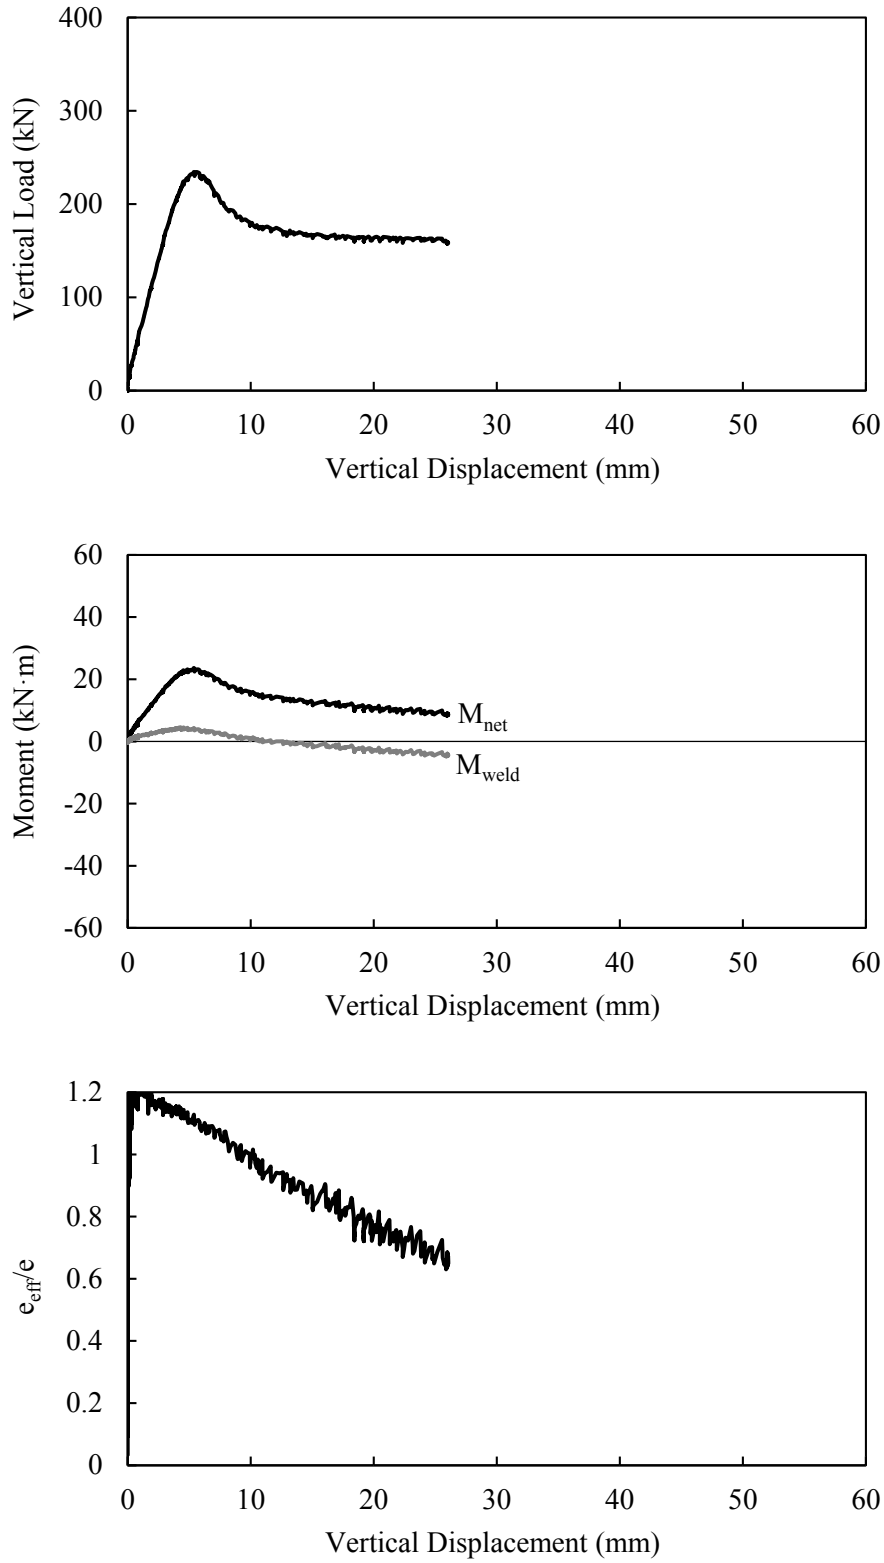 400
300
200
100
0
Vertical Load (kN)
0 10 20 30 40 50 60
Vertical Displacement (mm)
60
40
20
0
-20
-40
-60
Moment (kN·m)
M_net
M_weld
0 10 20 30 40 50 60
Vertical Displacement (mm)
1.2
1
0.8
0.6
0.4
0.2
0
e_eff/e
0 10 20 30 40 50 60
Vertical Displacement (mm)